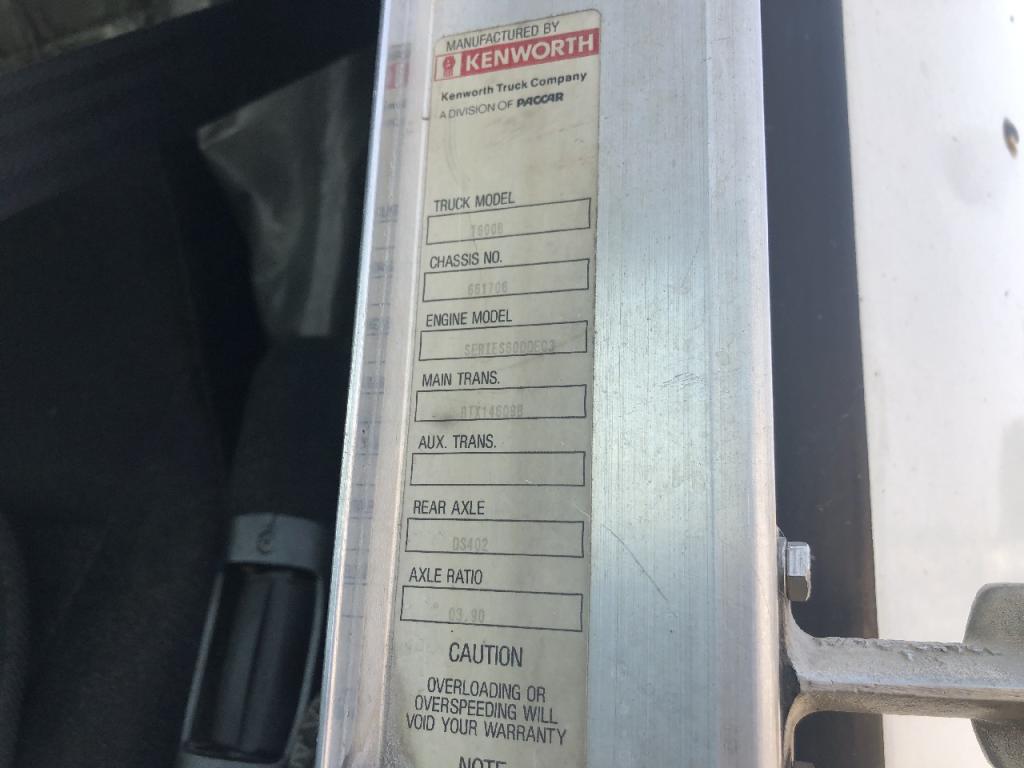 MANUFACTURED BY
KENWORTH
Kenworth Truck Company
A DIVISION OF PACCAR
TRUCK MODEL
T600B
CHASSIS NO.
661706
ENGINE MODEL
MAIN TRANS.
RTX14609B
AUX. TRANS.
REAR AXLE
DS402
AXLE RATIO
03.90
CAUTION
OVERLOADING OR
OVERSPEEDING WILL
VOID YOUR WARRANTY
NOTE